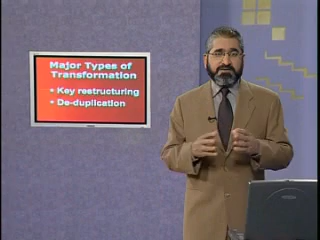 Major Types of
Transformation
• Key restructuring
• De-duplication